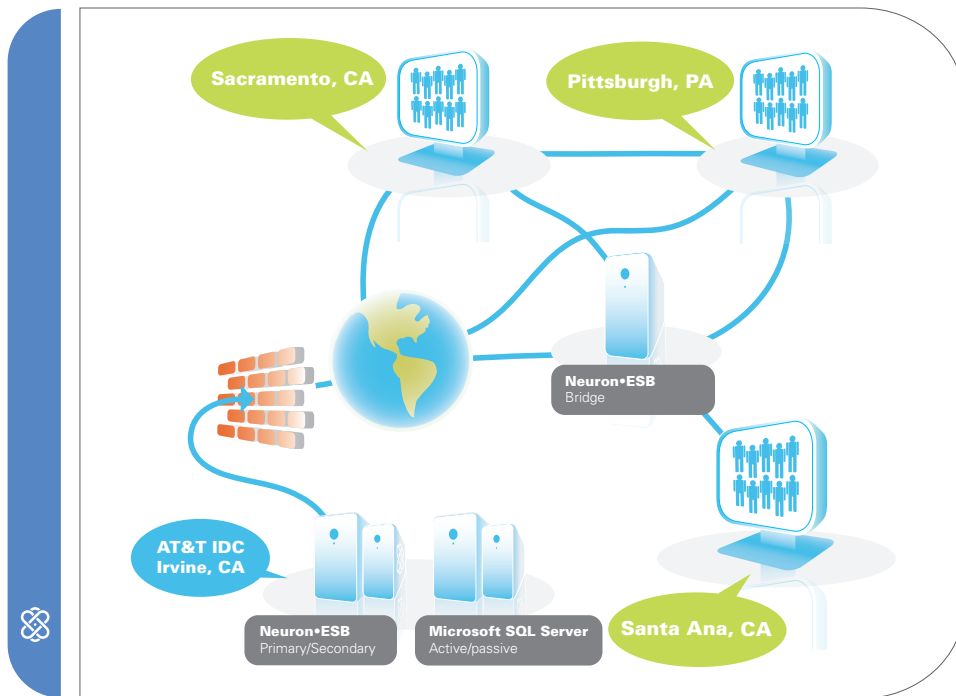 Sacramento, CA
Pittsburgh, PA
Neuron•ESB
Bridge
AT&T IDC
Irvine, CA
Neuron•ESB
Primary/Secondary
Microsoft SQL Server
Active/passive
Santa Ana, CA